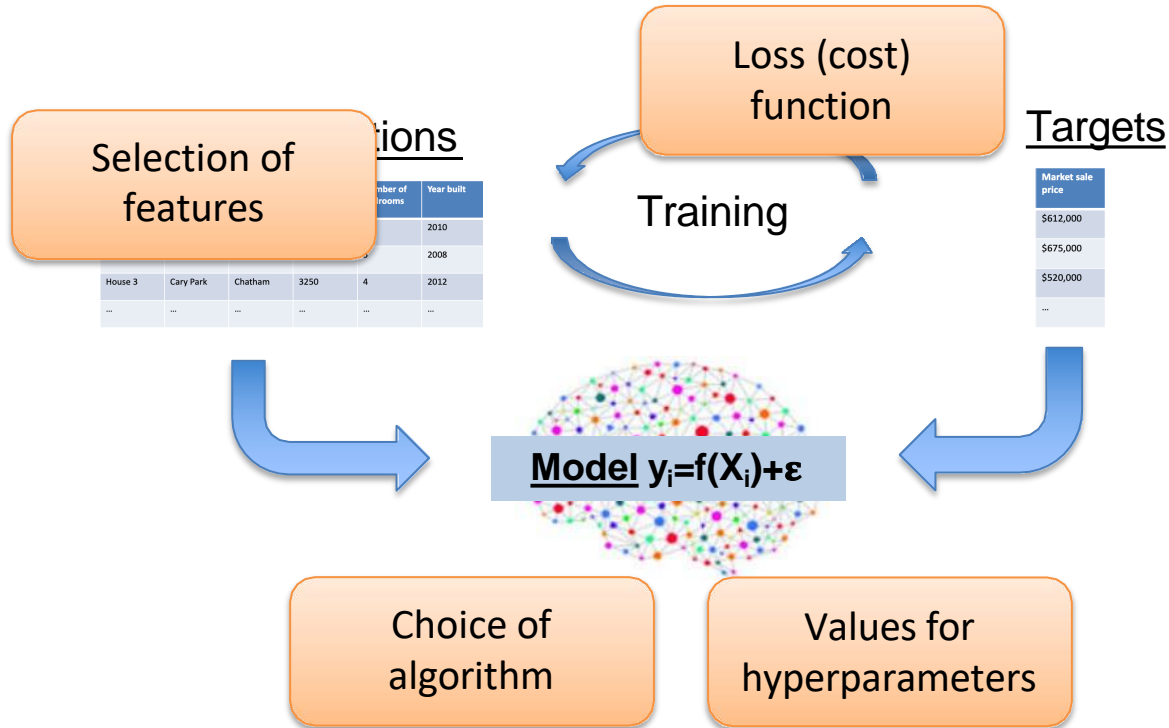 Loss (cost)
function
Selection of
features
tions
Targets
Training
mber of
drooms
Year built
2010
2008
House 3 Cary Park Chatham 3250 4 2012
… … … … … …
Market sale
price
$612,000
$675,000
$520,000
…
Model yᵢ=f(Xᵢ)+ε
Choice of
algorithm
Values for
hyperparameters